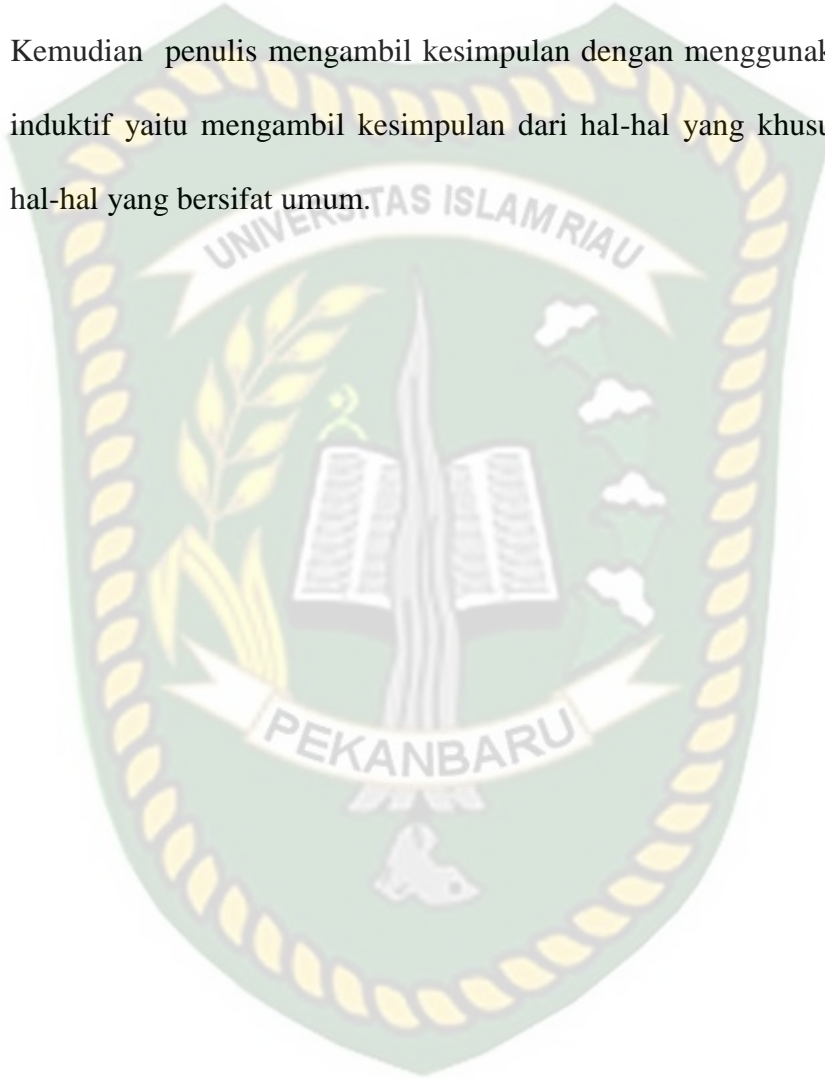 Kemudian penulis mengambil kesimpulan dengan menggunak
induktif yaitu mengambil kesimpulan dari hal-hal yang khusu
hal-hal yang bersifat umum.
UNIVERSITAS ISLAM RIAU
PEKANBARU